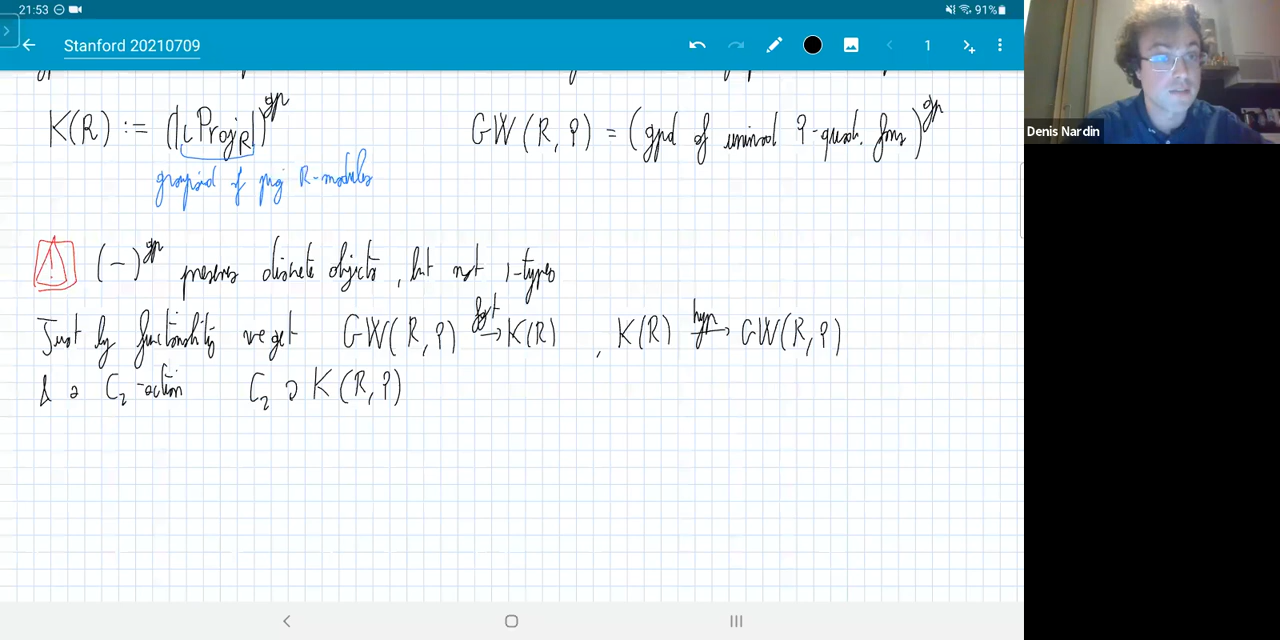 21:53
91%
Stanford 20210709
1
K(R) := (|ι Proj_R|)^gp GW(R, P) = (gpd of unimod P-quad. forms)^gp
groupoid of proj R-modules
! (-)^gp preserves discrete objects, but not 1-types
Just by functoriality we get GW(R, P) fgt→ K(R) , K(R) hyp→ GW(R, P)
& a C_2-action C_2 ↻ K(R, P)
Denis Nardin